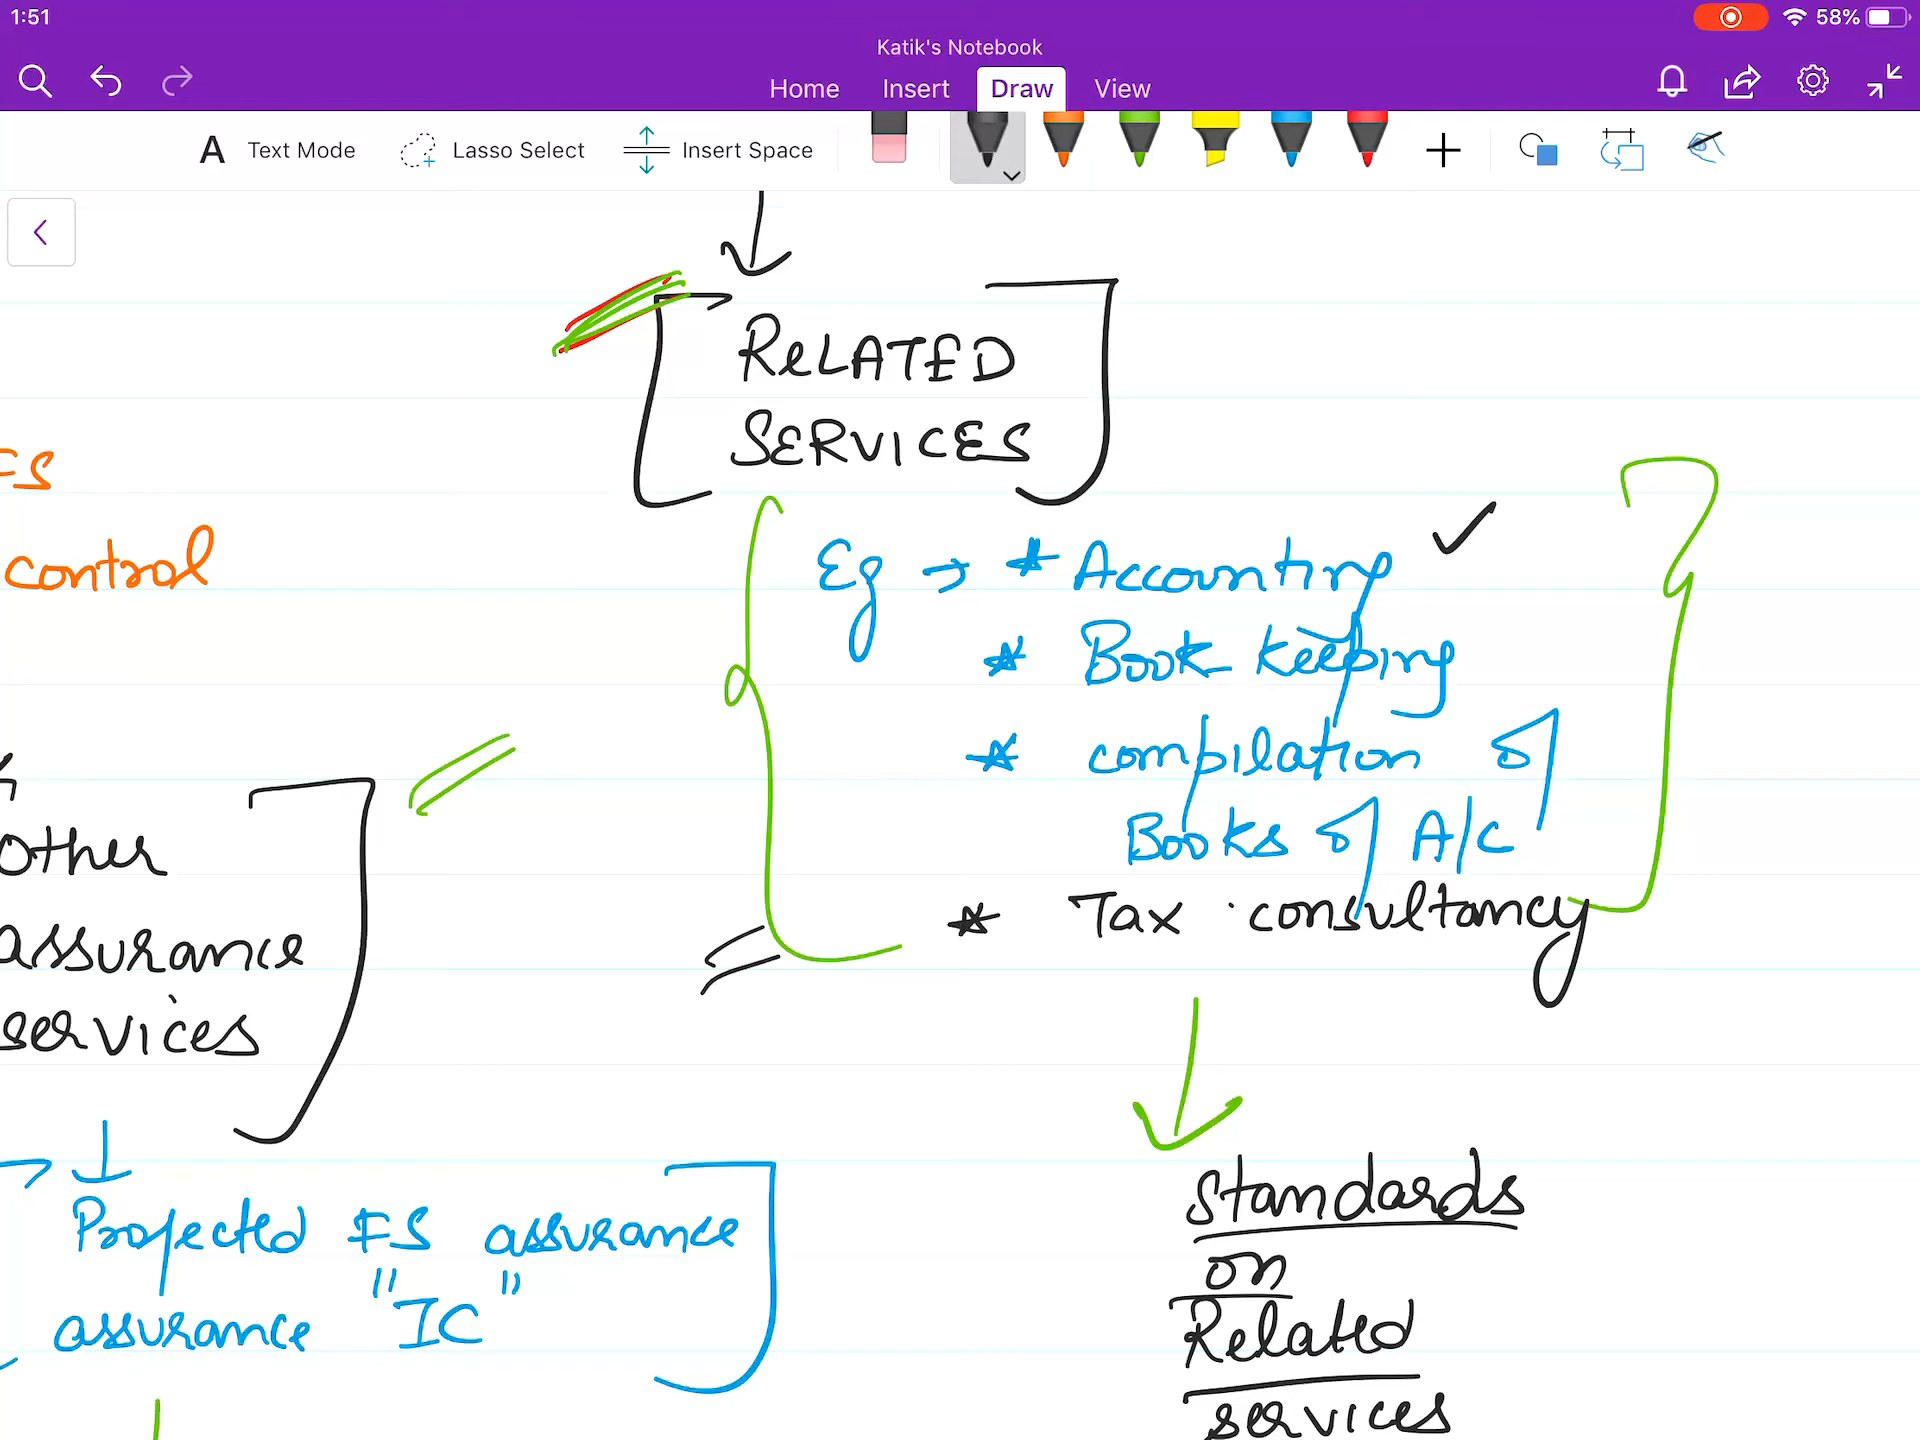 1:51
58%
Katik's Notebook
Home Insert Draw View
A Text Mode Lasso Select Insert Space
RELATED
SERVICES
FS
control
Eg → * Accounting
* Book keeping
* compilation of
Books of A/C
* Tax consultancy
other
assurance
services
Projected FS assurance
assurance "IC"
Standards
on
Related
services